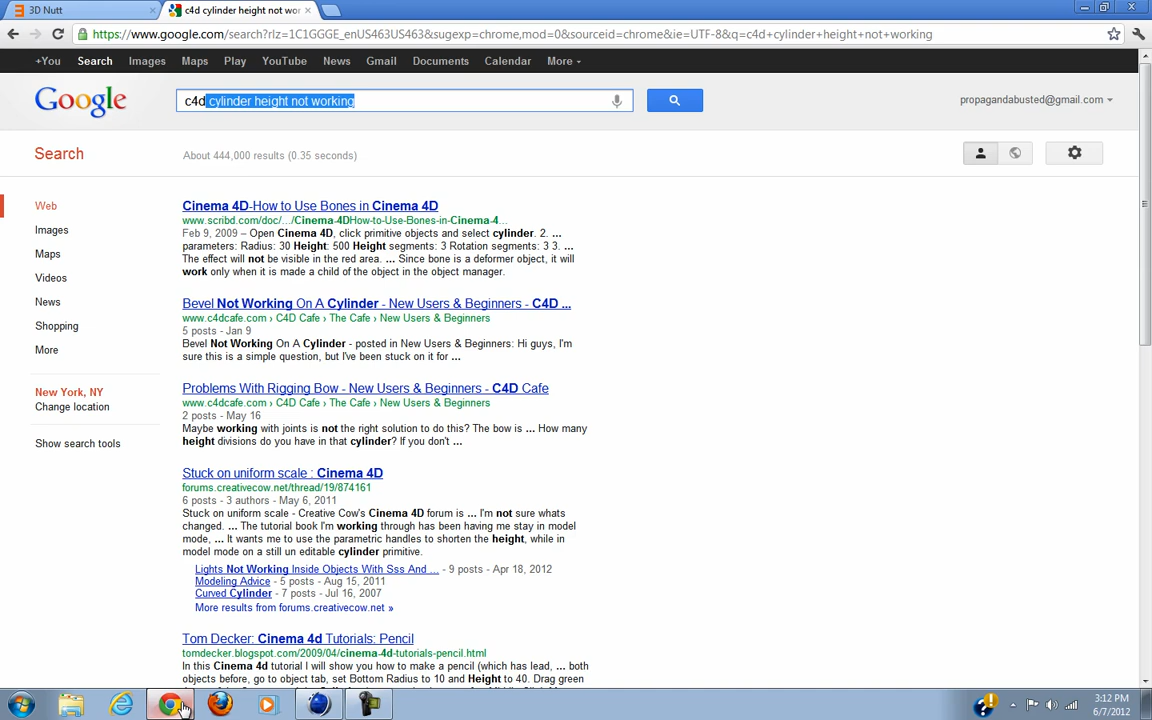 3D Nutt
c4d cylinder height not wor
https://www.google.com/search?rlz=1C1GGGE_enUS463US463&sugexp=chrome,mod=0&sourceid=chrome&ie=UTF-8&q=c4d+cylinder+height+not+working
+You Search Images Maps Play YouTube News Gmail Documents Calendar More
Google
c4d cylinder height not working
propagandabusted@gmail.com
Search
About 444,000 results (0.35 seconds)
Web
Images
Maps
Videos
News
Shopping
More
New York, NY
Change location
Show search tools
Cinema 4D-How to Use Bones in Cinema 4D
www.scribd.com/doc/.../Cinema-4DHow-to-Use-Bones-in-Cinema-4...
Feb 9, 2009 – Open Cinema 4D, click primitive objects and select cylinder. 2. ...
parameters: Radius: 30 Height: 500 Height segments: 3 Rotation segments: 3 3. ...
The effect will not be visible in the red area. ... Since bone is a deformer object, it will
work only when it is made a child of the object in the object manager.
Bevel Not Working On A Cylinder - New Users & Beginners - C4D ...
www.c4dcafe.com › C4D Cafe › The Cafe › New Users & Beginners
5 posts - Jan 9
Bevel Not Working On A Cylinder - posted in New Users & Beginners: Hi guys, I'm
sure this is a simple question, but I've been stuck on it for ...
Problems With Rigging Bow - New Users & Beginners - C4D Cafe
www.c4dcafe.com › C4D Cafe › The Cafe › New Users & Beginners
2 posts - May 16
Maybe working with joints is not the right solution to do this? The bow is ... How many
height divisions do you have in that cylinder? If you don't ...
Stuck on uniform scale : Cinema 4D
forums.creativecow.net/thread/19/874161
6 posts - 3 authors - May 6, 2011
Stuck on uniform scale - Creative Cow's Cinema 4D forum is ... I'm not sure whats
changed. ... The tutorial book I'm working through has been having me stay in model
mode, ... It wants me to use the parametric handles to shorten the height, while in
model mode on a still un editable cylinder primitive.
Lights Not Working Inside Objects With Sss And ... - 9 posts - Apr 18, 2012
Modeling Advice - 5 posts - Aug 15, 2011
Curved Cylinder - 7 posts - Jul 16, 2007
More results from forums.creativecow.net »
Tom Decker: Cinema 4d Tutorials: Pencil
tomdecker.blogspot.com/2009/04/cinema-4d-tutorials-pencil.html
In this Cinema 4d tutorial I will show you how to make a pencil (which has lead, ... both
objects before, go to object tab, set Bottom Radius to 10 and Height to 40. Drag green
3:12 PM
6/7/2012